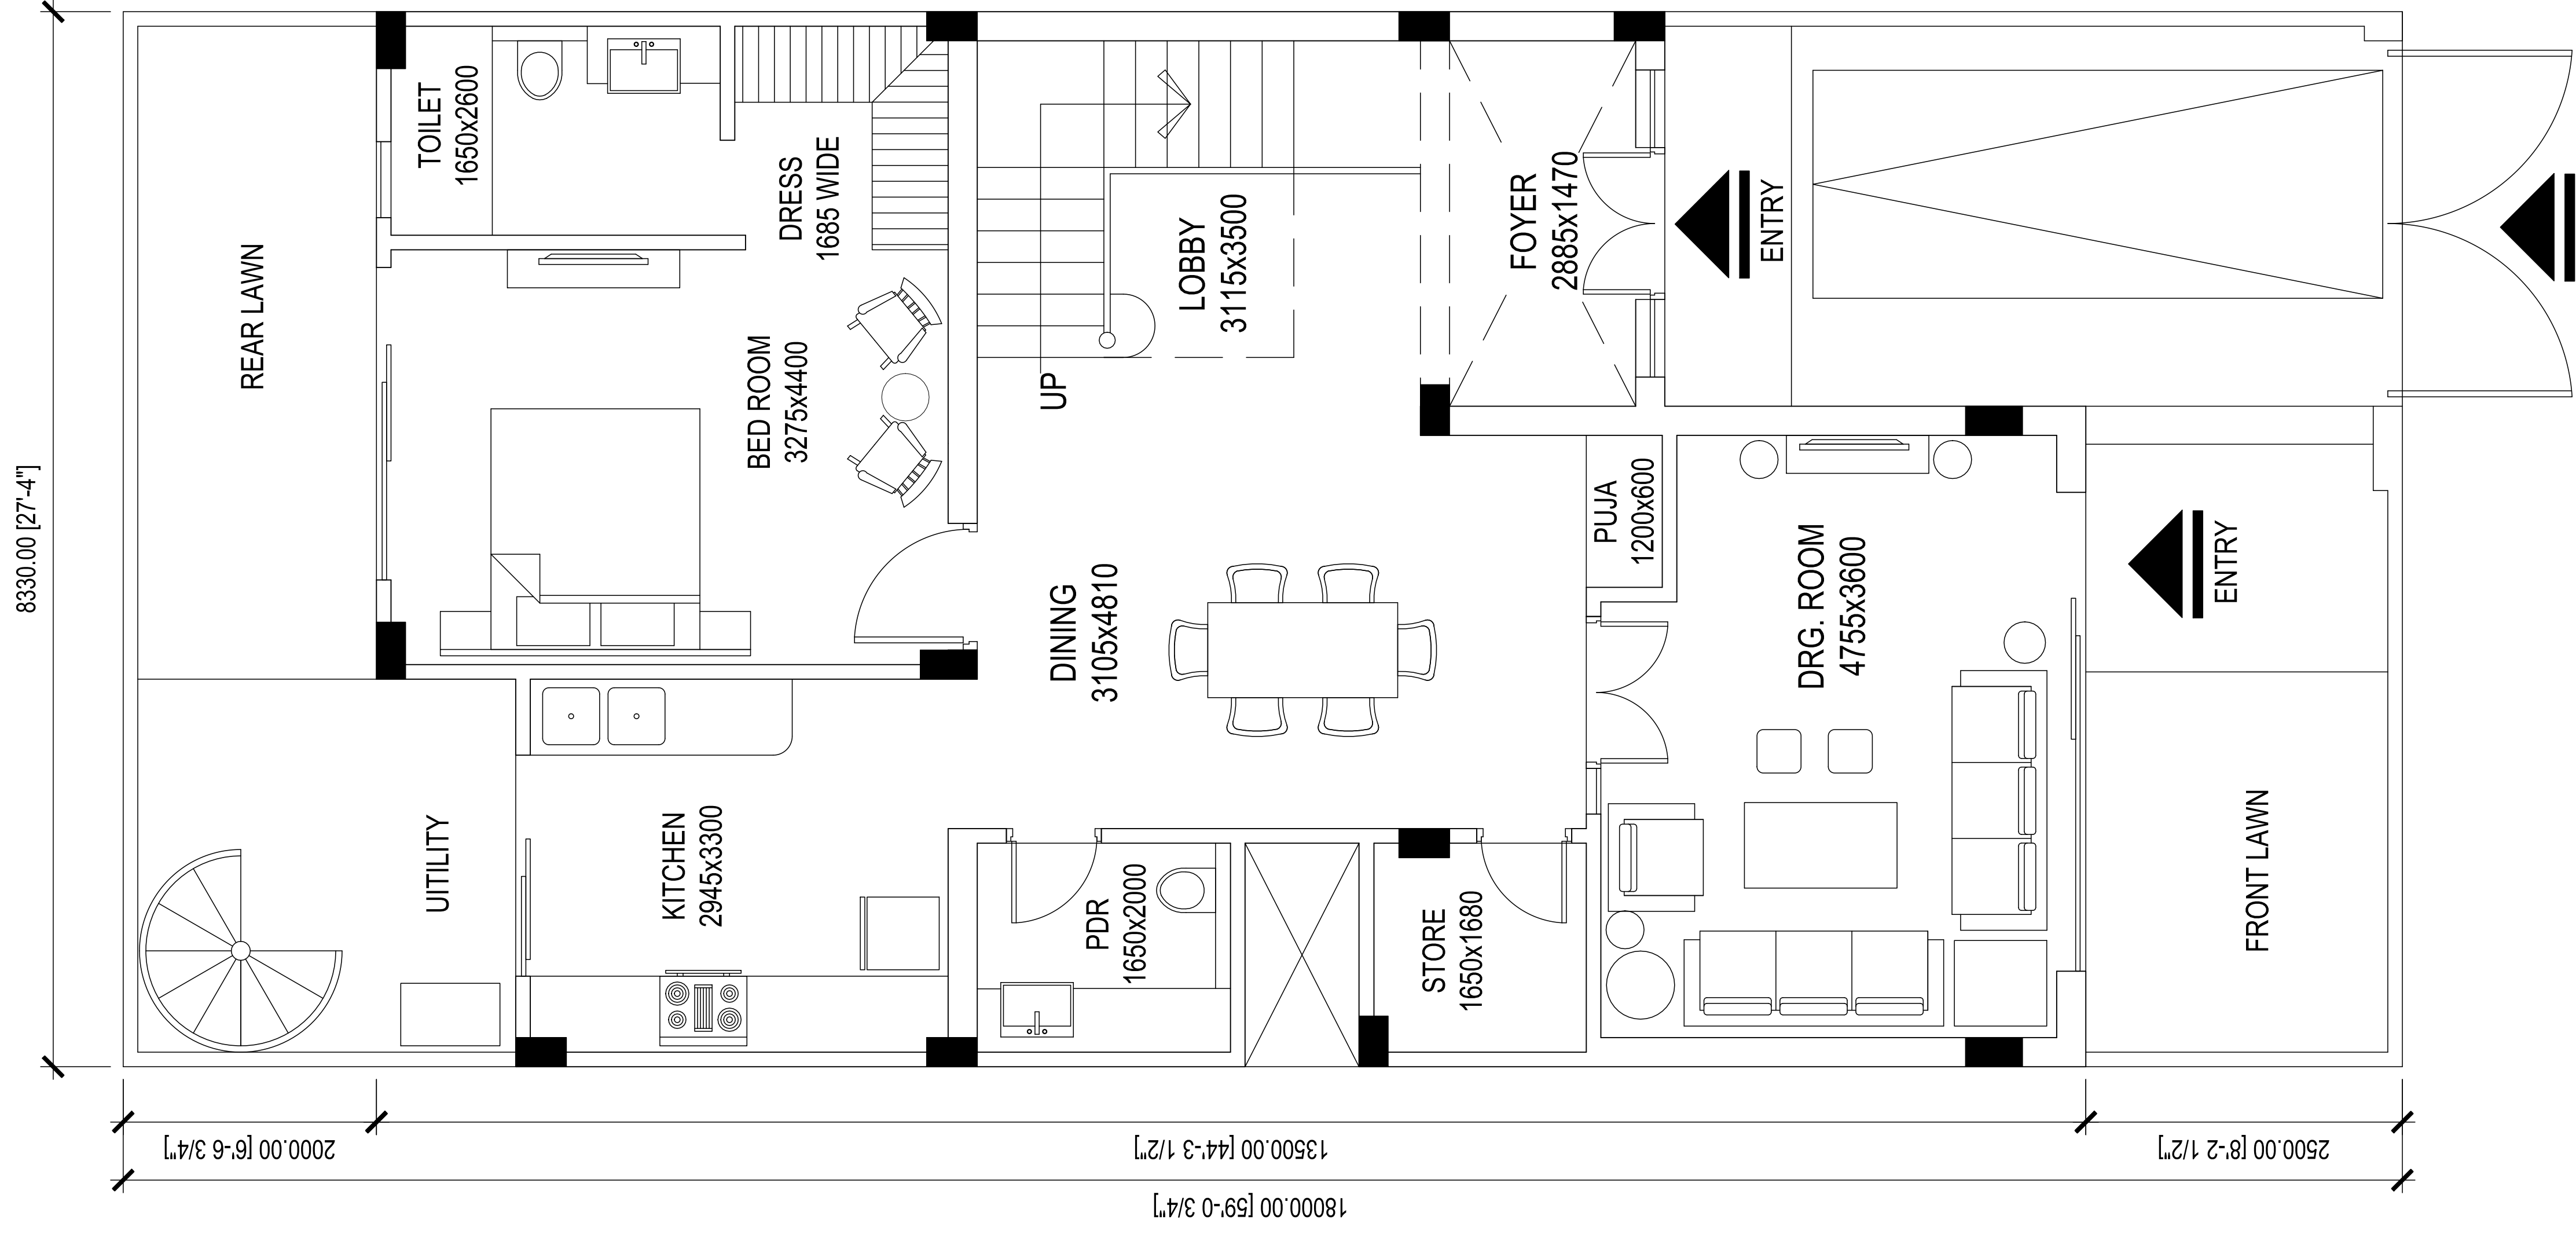 8330.00 [27'-4"]
REAR LAWN
TOILET
1650x2600
DRESS
1685 WIDE
BED ROOM
3275x4400
UP
LOBBY
3115x3500
FOYER
2885x1470
ENTRY
DINING
3105x4810
PUJA
1200x600
DRG. ROOM
4755x3600
ENTRY
UITILITY
KITCHEN
2945x3300
PDR
1650x2000
STORE
1650x1680
FRONT LAWN
2000.00 [6'-6 3/4"]
13500.00 [44'-3 1/2"]
2500.00 [8'-2 1/2"]
18000.00 [59'-0 3/4"]